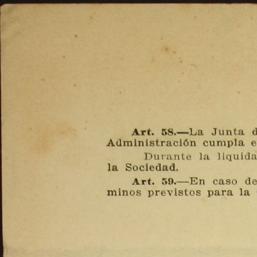 Art. 58.—La Junta d
Administración cumpla e
Durante la liquida
la Sociedad.
Art. 59.—En caso de
minos previstos para la